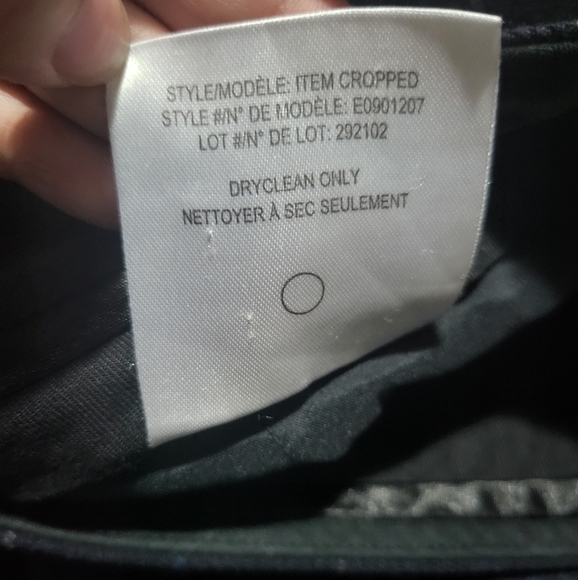 STYLE/MODÈLE: ITEM CROPPED
STYLE #/N° DE MODÈLE: E0901207
LOT #/N° DE LOT: 292102
DRYCLEAN ONLY
NETTOYER À SEC SEULEMENT